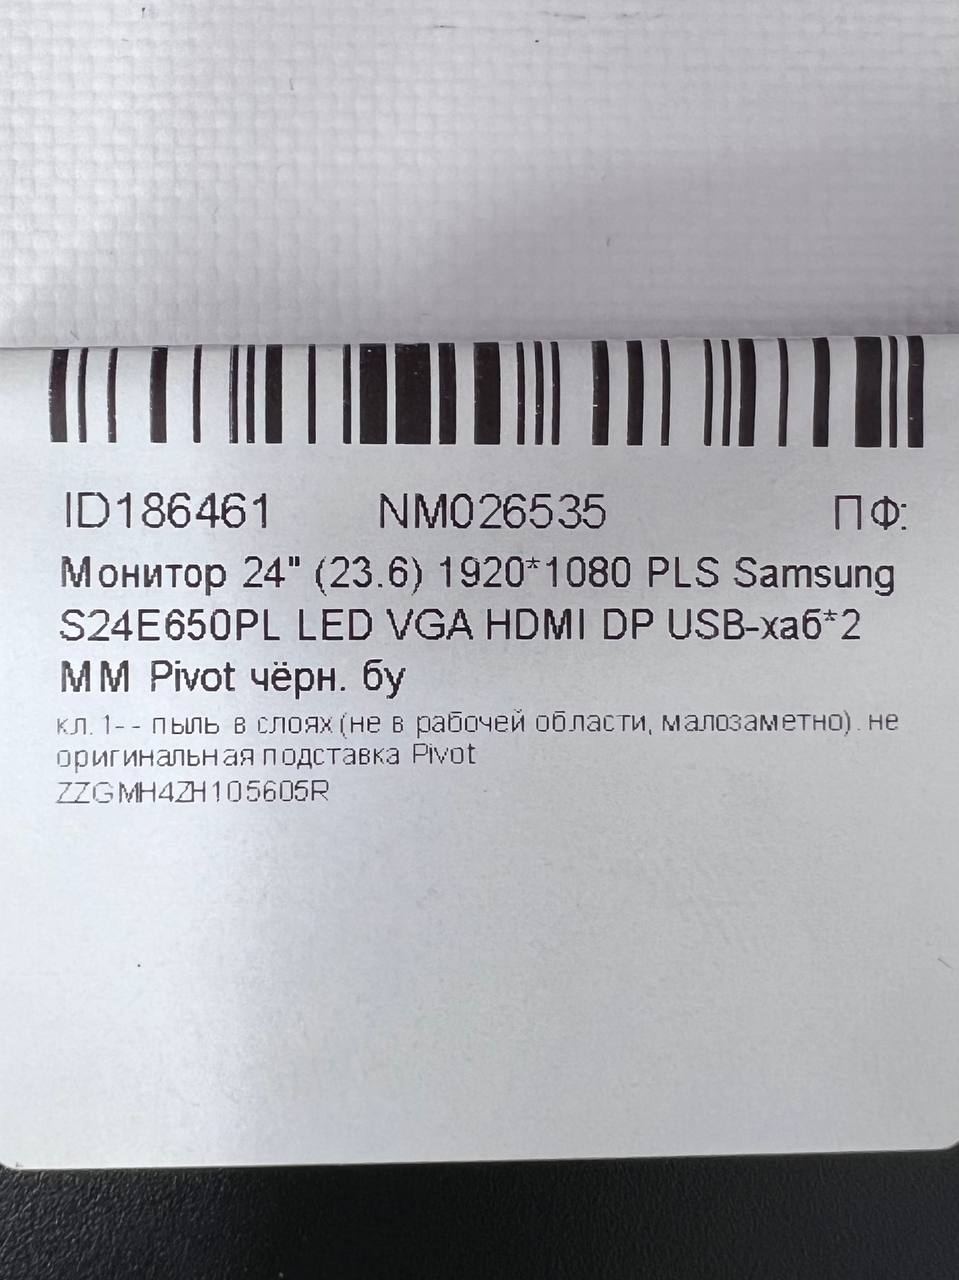 ID186461 NM026535 ПФ:
Монитор 24" (23.6) 1920*1080 PLS Samsung
S24E650PL LED VGA HDMI DP USB-хаб*2
ММ Pivot чёрн. бу
кл. 1-- пыль в слоях (не в рабочей области, малозаметно). не
оригинальная подставка Pivot
ZZGMH4ZH105605R